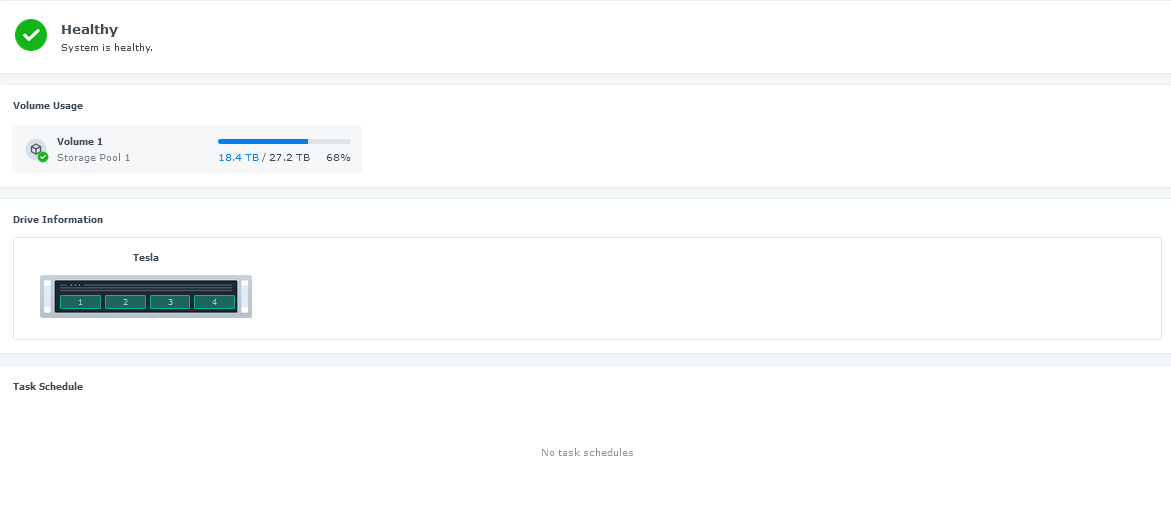 Healthy
System is healthy.
Volume Usage
Volume 1
Storage Pool 1
18.4 TB / 27.2 TB 68%
Drive Information
Tesla
1 2 3 4
Task Schedule
No task schedules